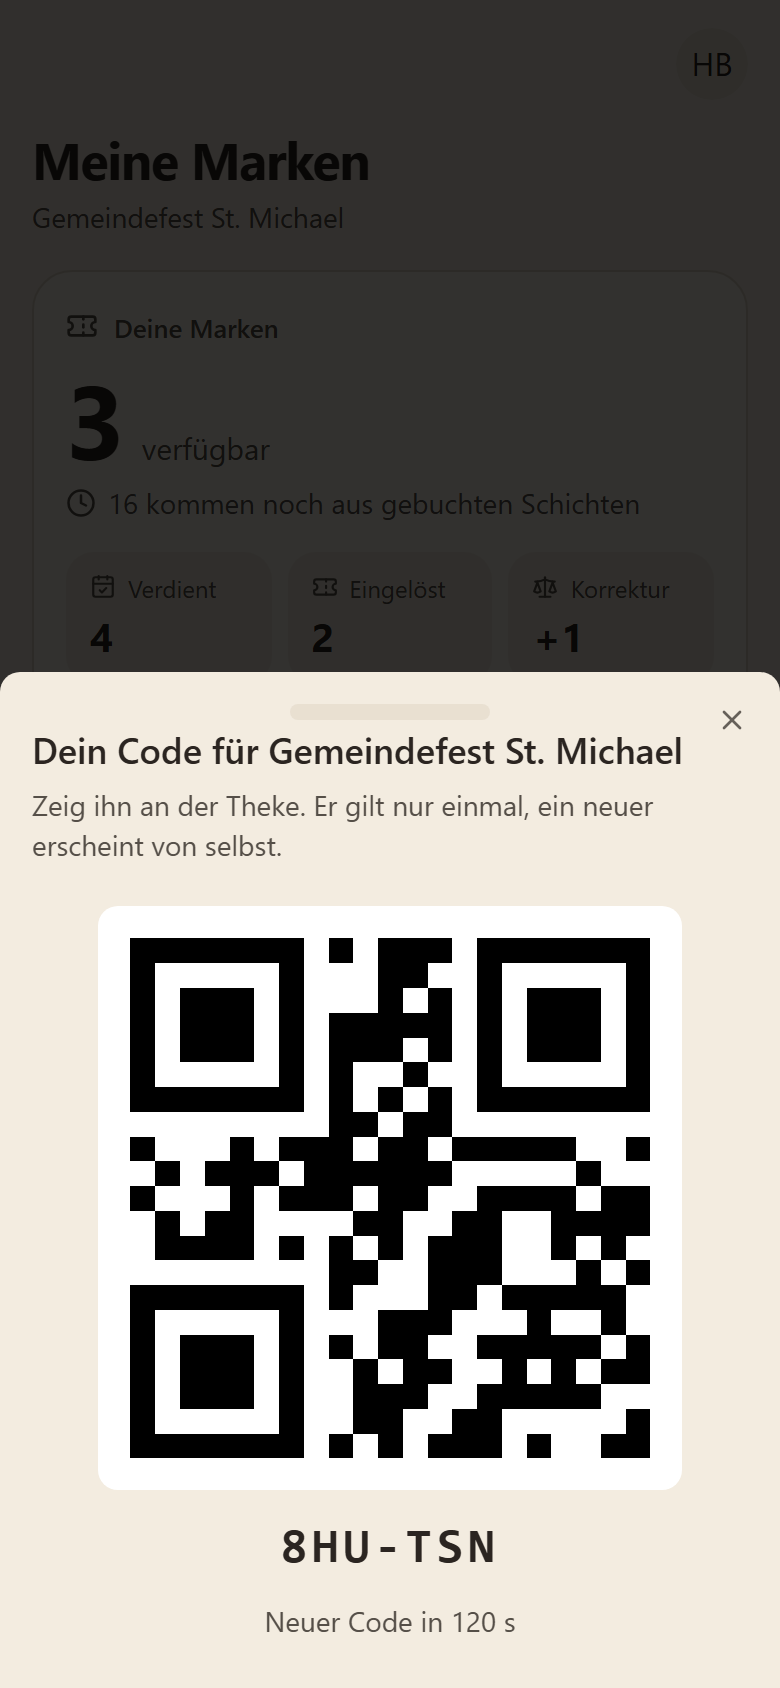 HB
Meine Marken
Gemeindefest St. Michael
Deine Marken
3 verfügbar
16 kommen noch aus gebuchten Schichten
Verdient Eingelöst Korrektur
4 2 +1
Dein Code für Gemeindefest St. Michael
Zeig ihn an der Theke. Er gilt nur einmal, ein neuer
erscheint von selbst.
8HU-TSN
Neuer Code in 120 s